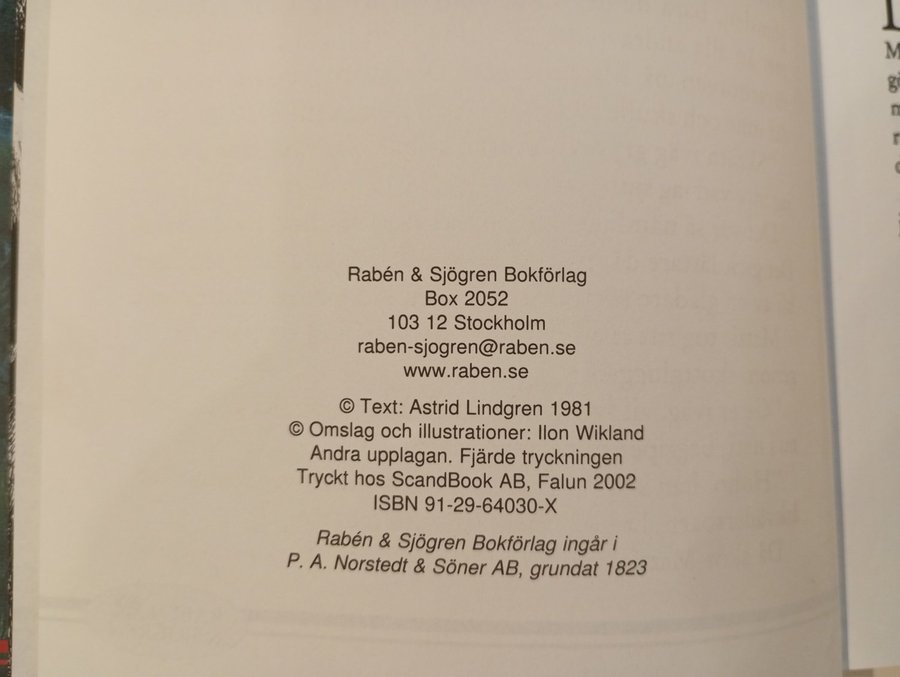 Rabén & Sjögren Bokförlag
Box 2052
103 12 Stockholm
raben-sjogren@raben.se
www.raben.se
© Text: Astrid Lindgren 1981
© Omslag och illustrationer: Ilon Wikland
Andra upplagan. Fjärde tryckningen
Tryckt hos ScandBook AB, Falun 2002
ISBN 91-29-64030-X
Rabén & Sjögren Bokförlag ingår i
P. A. Norstedt & Söner AB, grundat 1823